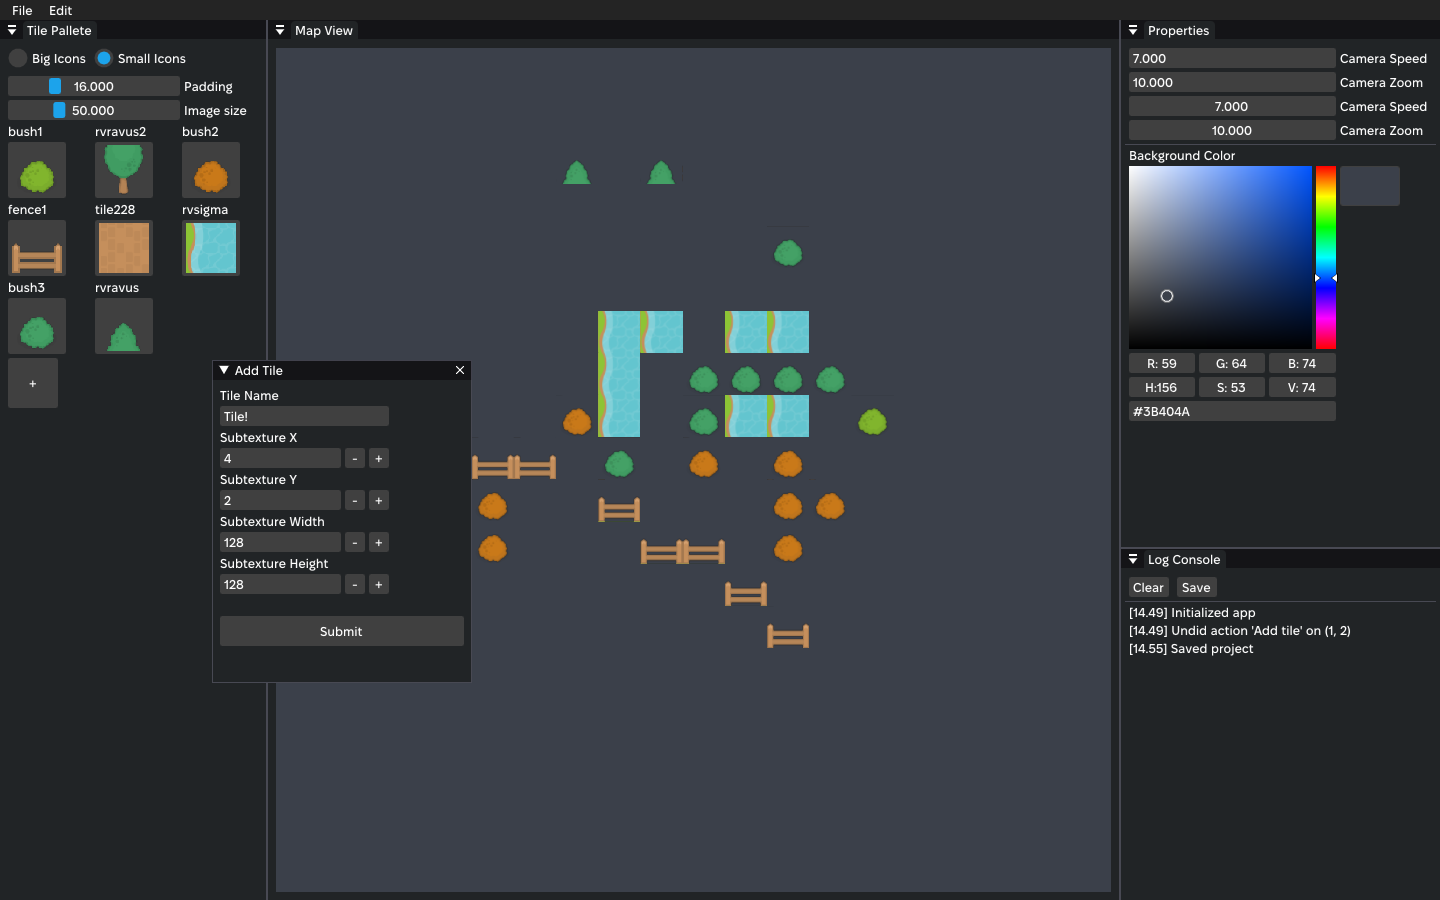 File Edit
Tile Pallete
Big Icons Small Icons
16.000 Padding
50.000 Image size
bush1 rvravus2 bush2
fence1 tile228 rvsigma
bush3 rvravus
+
Map View
Add Tile
Tile Name
Tile!
Subtexture X
4 - +
Subtexture Y
2 - +
Subtexture Width
128 - +
Subtexture Height
128 - +
Submit
Properties
7.000 Camera Speed
10.000 Camera Zoom
7.000 Camera Speed
10.000 Camera Zoom
Background Color
R: 59 G: 64 B: 74
H:156 S: 53 V: 74
#3B404A
Log Console
Clear Save
[14.49] Initialized app
[14.49] Undid action 'Add tile' on (1, 2)
[14.55] Saved project